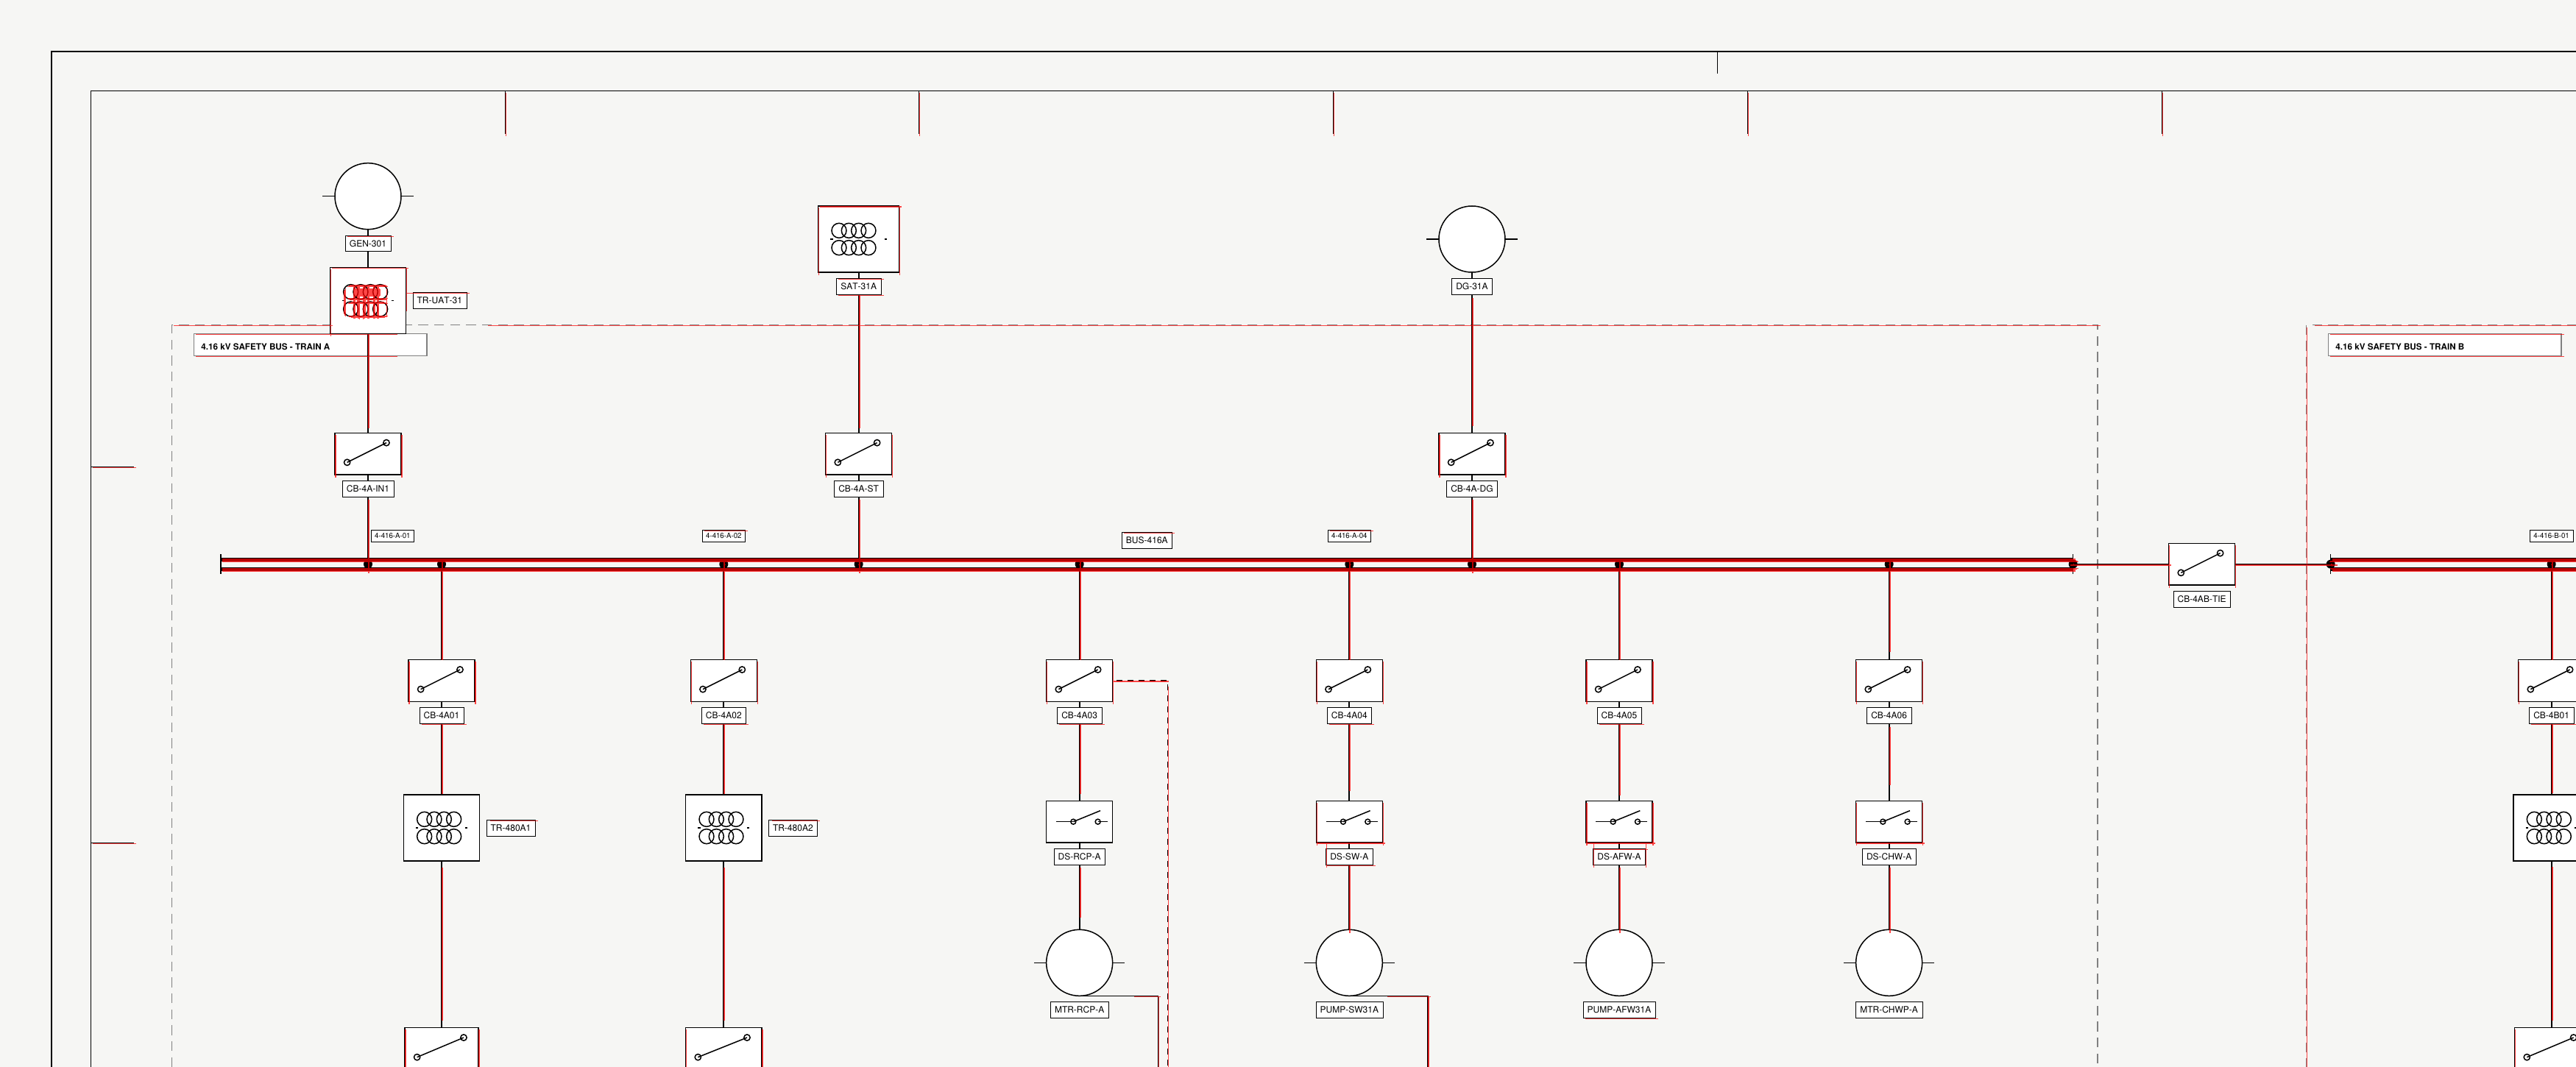 GEN-301
TR-UAT-31
SAT-31A
DG-31A
4.16 kV SAFETY BUS - TRAIN A
4.16 kV SAFETY BUS - TRAIN B
CB-4A-IN1
CB-4A-ST
CB-4A-DG
4-416-A-01
4-416-A-02
BUS-416A
4-416-A-04
4-416-B-01
CB-4AB-TIE
CB-4A01
CB-4A02
CB-4A03
CB-4A04
CB-4A05
CB-4A06
CB-4B01
TR-480A1
TR-480A2
DS-RCP-A
DS-SW-A
DS-AFW-A
DS-CHW-A
MTR-RCP-A
PUMP-SW31A
PUMP-AFW31A
MTR-CHWP-A